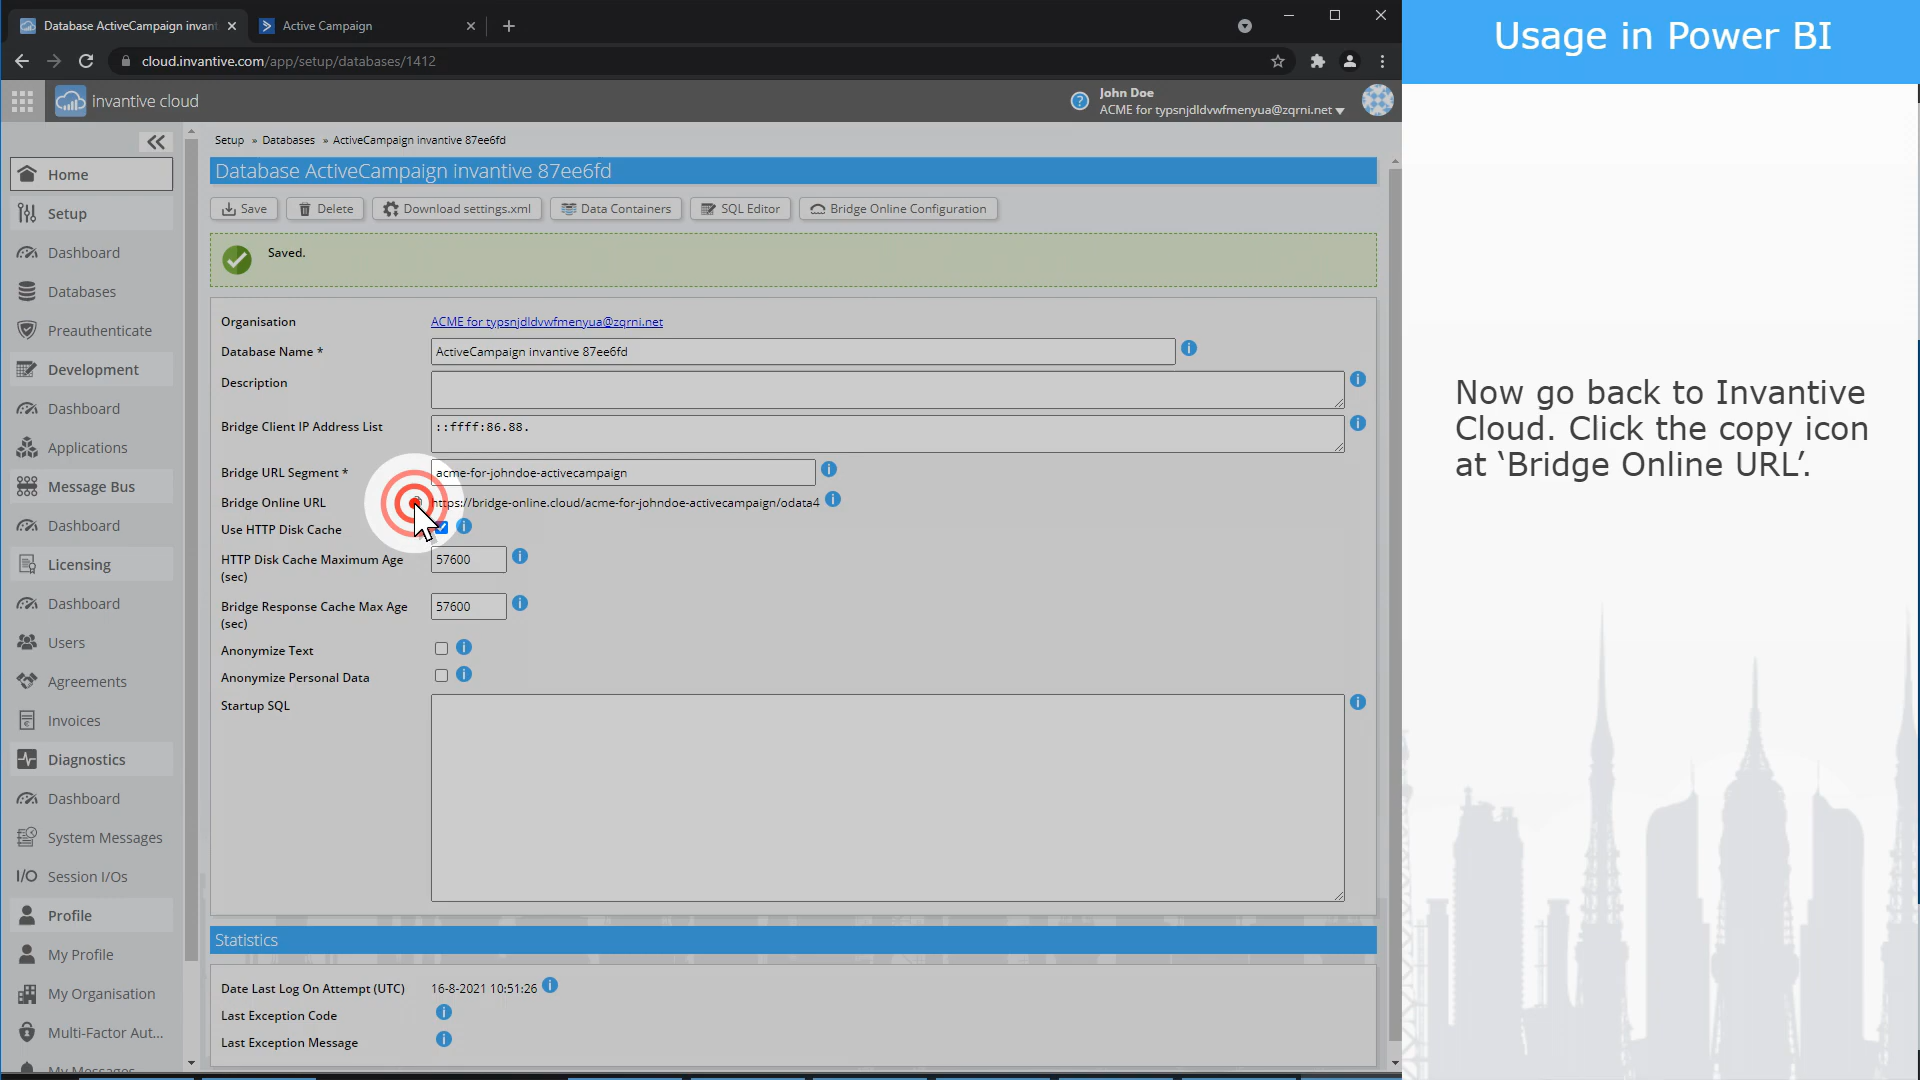 Database ActiveCampaign invant
Active Campaign
cloud.invantive.com/app/setup/databases/1412
invantive cloud
John Doe
ACME for typsnjdldvwfmenyua@zqrni.net
Home
Setup
Dashboard
Databases
Preauthenticate
Development
Dashboard
Applications
Message Bus
Dashboard
Licensing
Dashboard
Users
Agreements
Invoices
Diagnostics
Dashboard
System Messages
I/O Session I/Os
Profile
My Profile
My Organisation
Multi-Factor Aut...
My Messages
Setup » Databases » ActiveCampaign invantive 87ee6fd
Database ActiveCampaign invantive 87ee6fd
Save Delete Download settings.xml Data Containers SQL Editor Bridge Online Configuration
Saved.
Organisation ACME for typsnjdldvwfmenyua@zqrni.net
Database Name * ActiveCampaign invantive 87ee6fd
Description
Bridge Client IP Address List ::ffff:86.88.
Bridge URL Segment * acme-for-johndoe-activecampaign
Bridge Online URL https://bridge-online.cloud/acme-for-johndoe-activecampaign/odata4
Use HTTP Disk Cache
HTTP Disk Cache Maximum Age 57600
(sec)
Bridge Response Cache Max Age 57600
(sec)
Anonymize Text
Anonymize Personal Data
Startup SQL
Statistics
Date Last Log On Attempt (UTC) 16-8-2021 10:51:26
Last Exception Code
Last Exception Message
Usage in Power BI
Now go back to Invantive
Cloud. Click the copy icon
at ‘Bridge Online URL’.